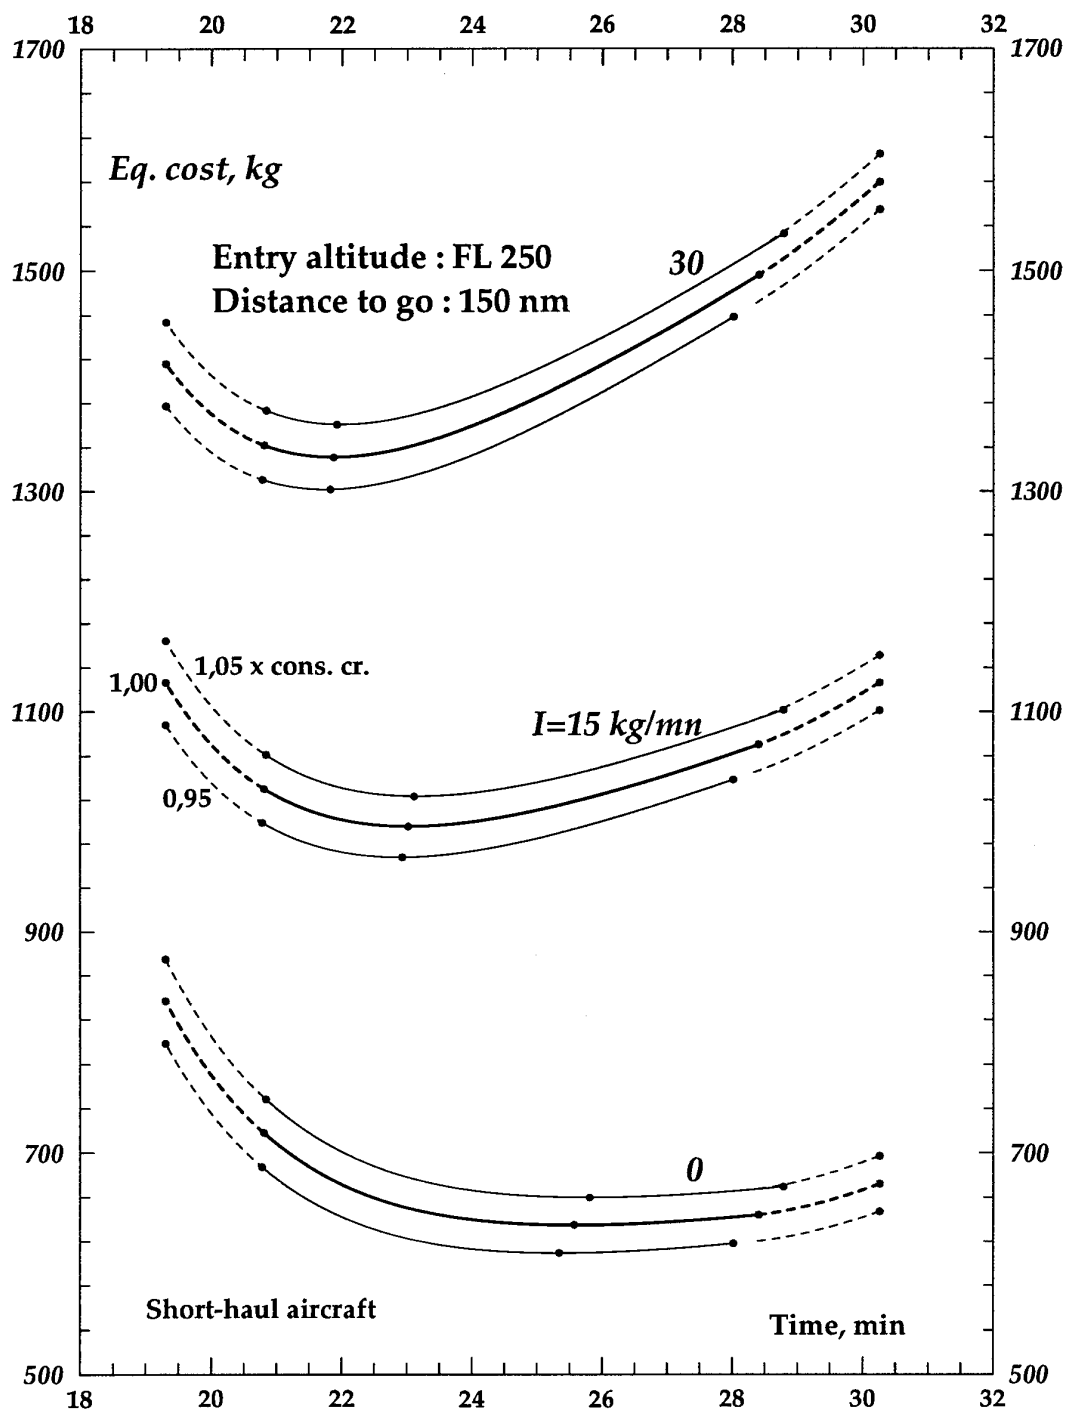 18 20 22 24 26 28 30 32
1700 1700
Eq. cost, kg
Entry altitude : FL 250
Distance to go : 150 nm
30
1500 1500
1300 1300
1,05 x cons. cr.
1,00
1100 1100
I=15 kg/mn
0,95
900 900
700 700
0
Short-haul aircraft
Time, min
500 500
18 20 22 24 26 28 30 32